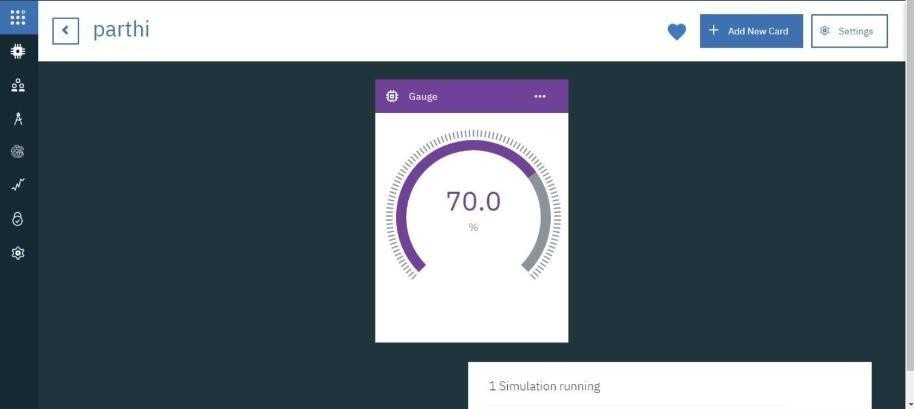 parthi
Add New Card
Settings
Gauge
70.0
%
1 Simulation running